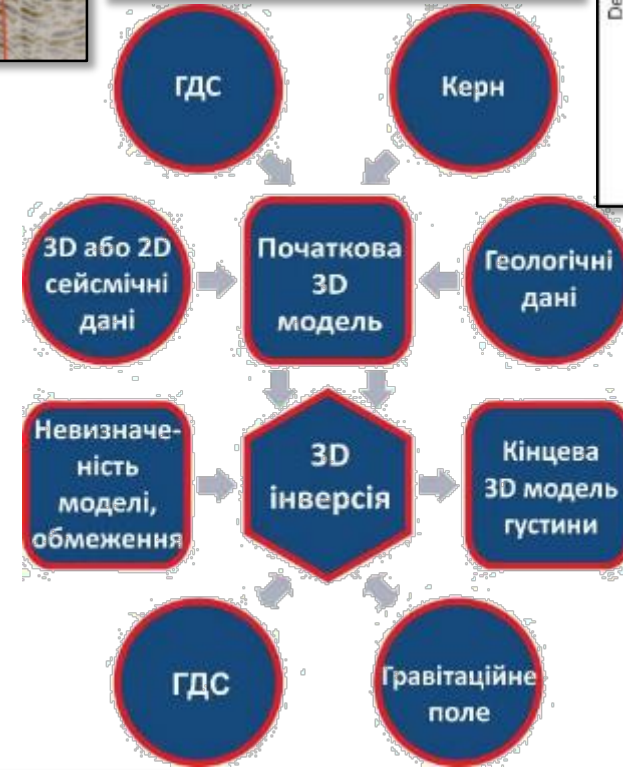 ГДС
Керн
3D або 2D
сейсмічні
дані
Початкова
3D
модель
Геологічні
дані
Невизначе-
ність
моделі,
обмеження
3D
інверсія
Кінцева
3D модель
густини
ГДС
Гравітаційне
поле
De